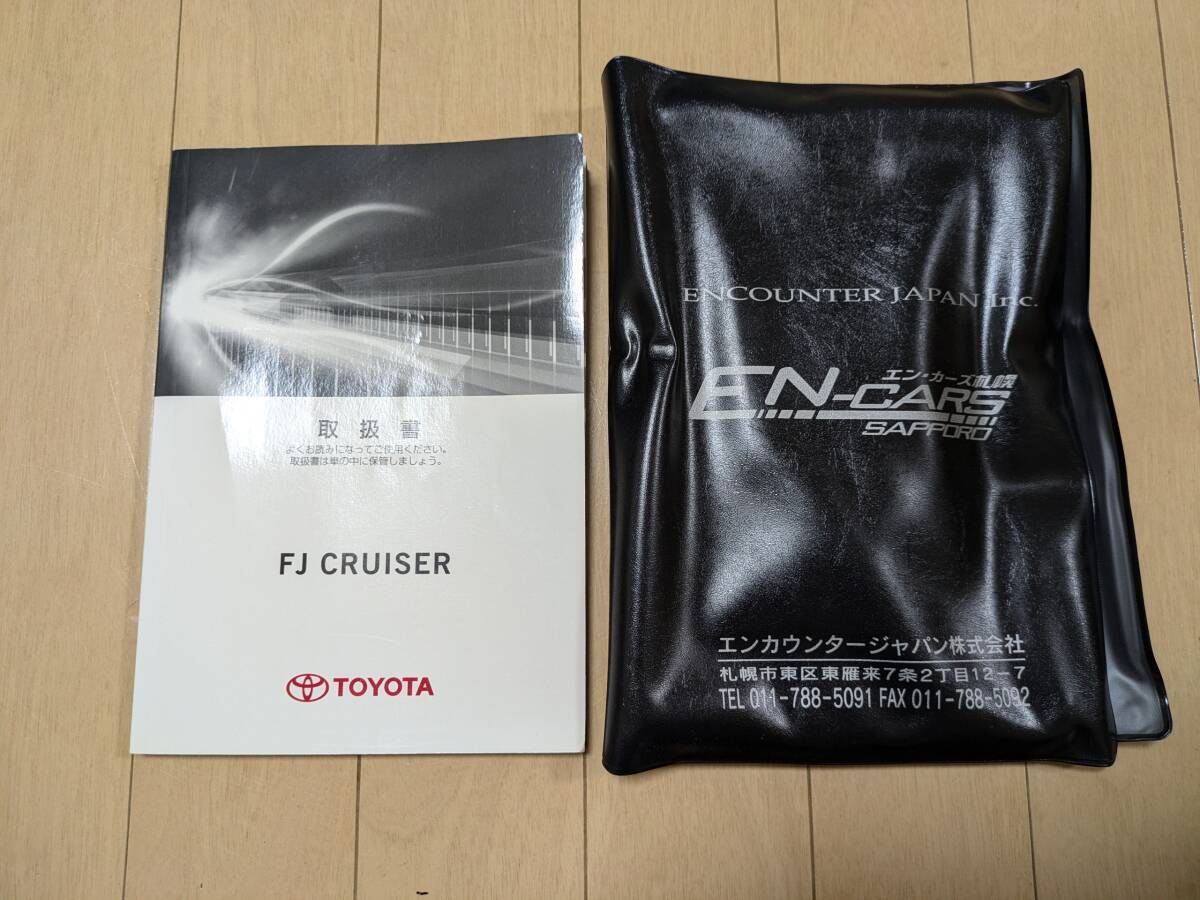 取扱書
よくお読みになってご使用ください。
取扱書は車の中に保管しましょう。
FJ CRUISER
TOYOTA
ENCOUNTER JAPAN Inc.
エン・カーズ札幌
EN-CARS
SAPPORO
エンカウンタージャパン株式会社
札幌市東区東雁来7条2丁目12-7
TEL 011-788-5091 FAX 011-788-5092